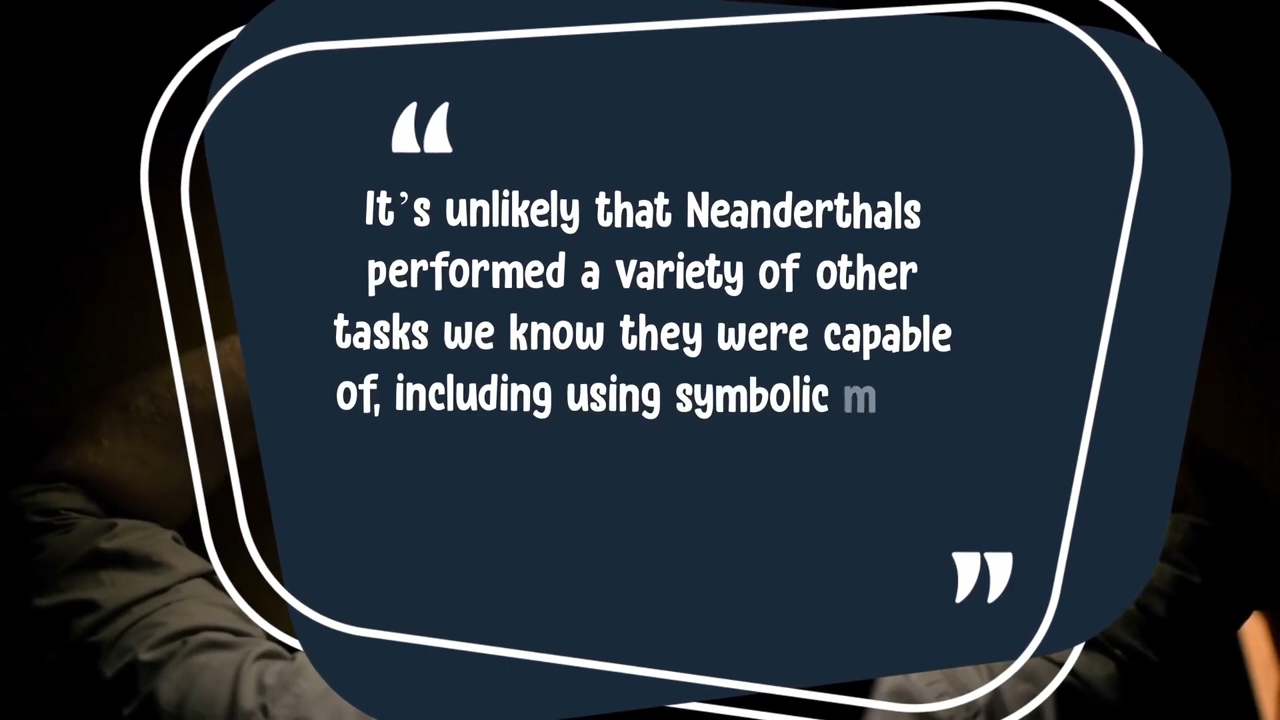 “
It’s unlikely that Neanderthals
performed a variety of other
tasks we know they were capable
of, including using symbolic m
”